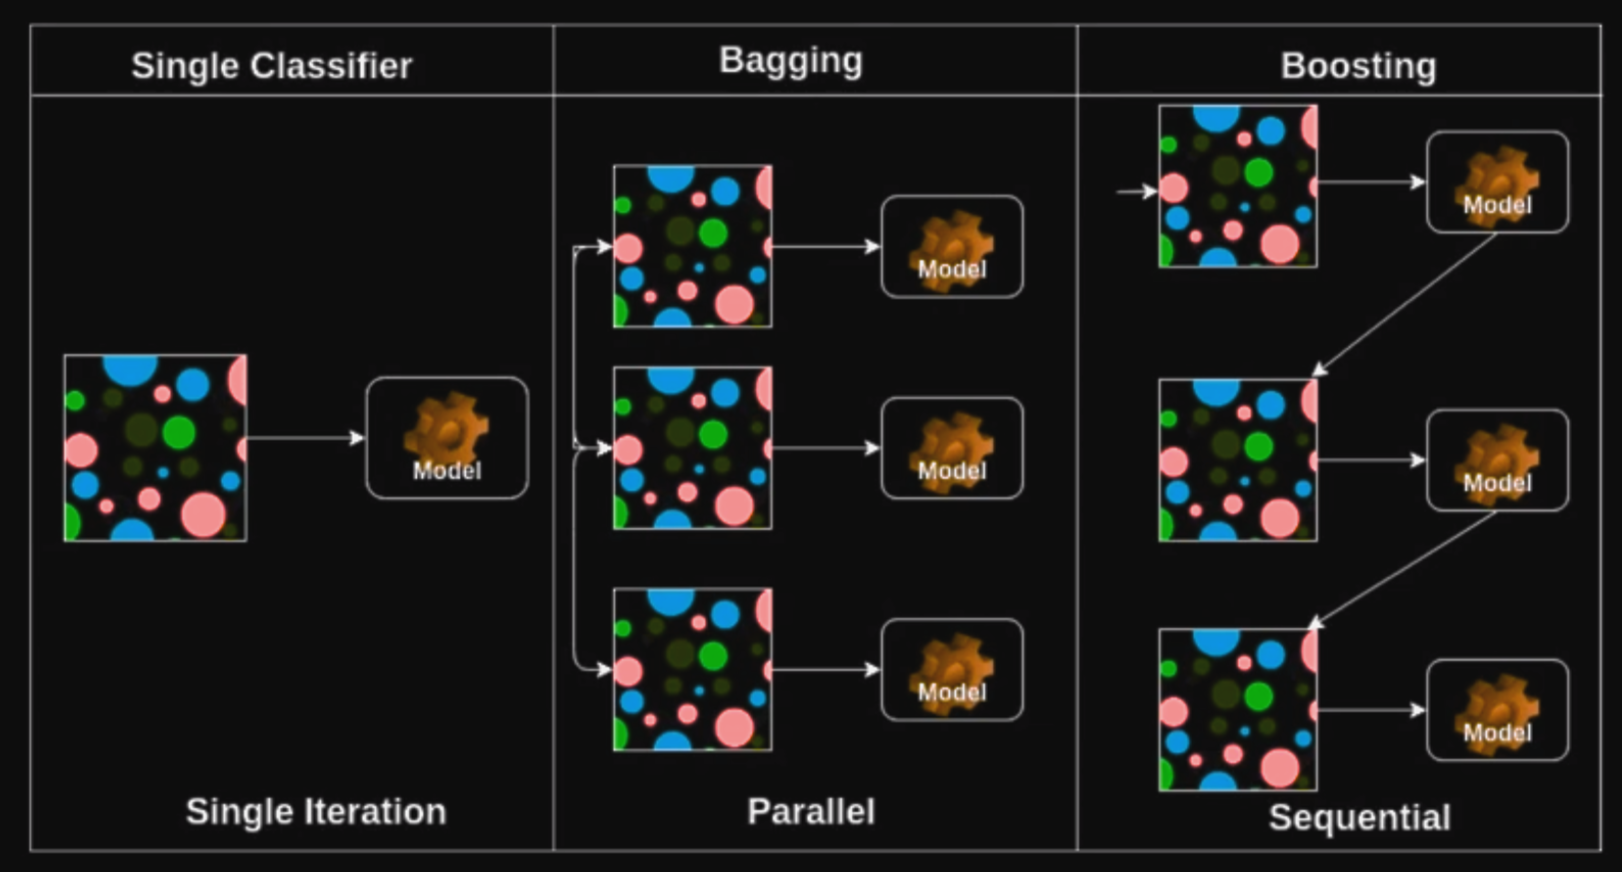 Single Classifier
Bagging
Boosting
Model
Model
Model
Model
Model
Model
Model
Single Iteration
Parallel
Sequential